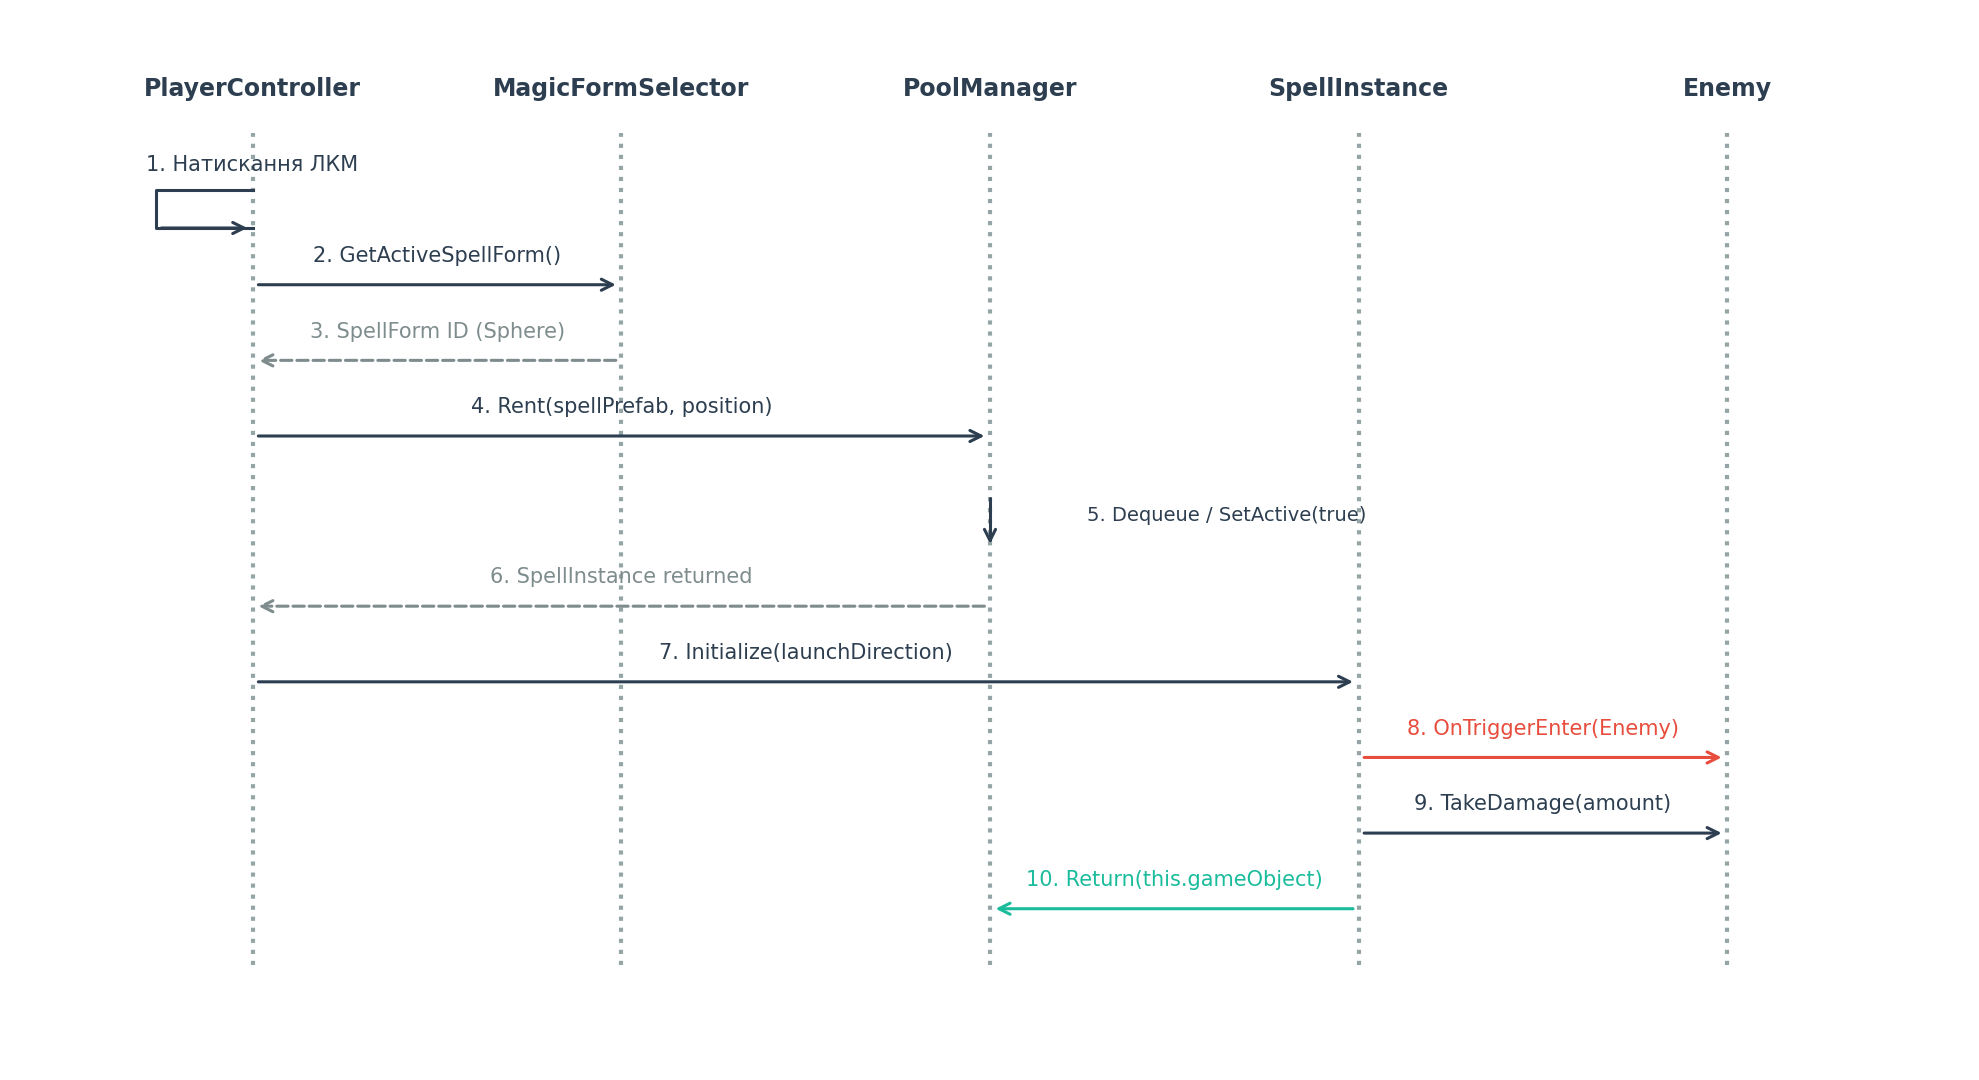 PlayerController MagicFormSelector PoolManager SpellInstance Enemy
1. Натискання ЛКМ
2. GetActiveSpellForm()
3. SpellForm ID (Sphere)
4. Rent(spellPrefab, position)
5. Dequeue / SetActive(true)
6. SpellInstance returned
7. Initialize(launchDirection)
8. OnTriggerEnter(Enemy)
9. TakeDamage(amount)
10. Return(this.gameObject)